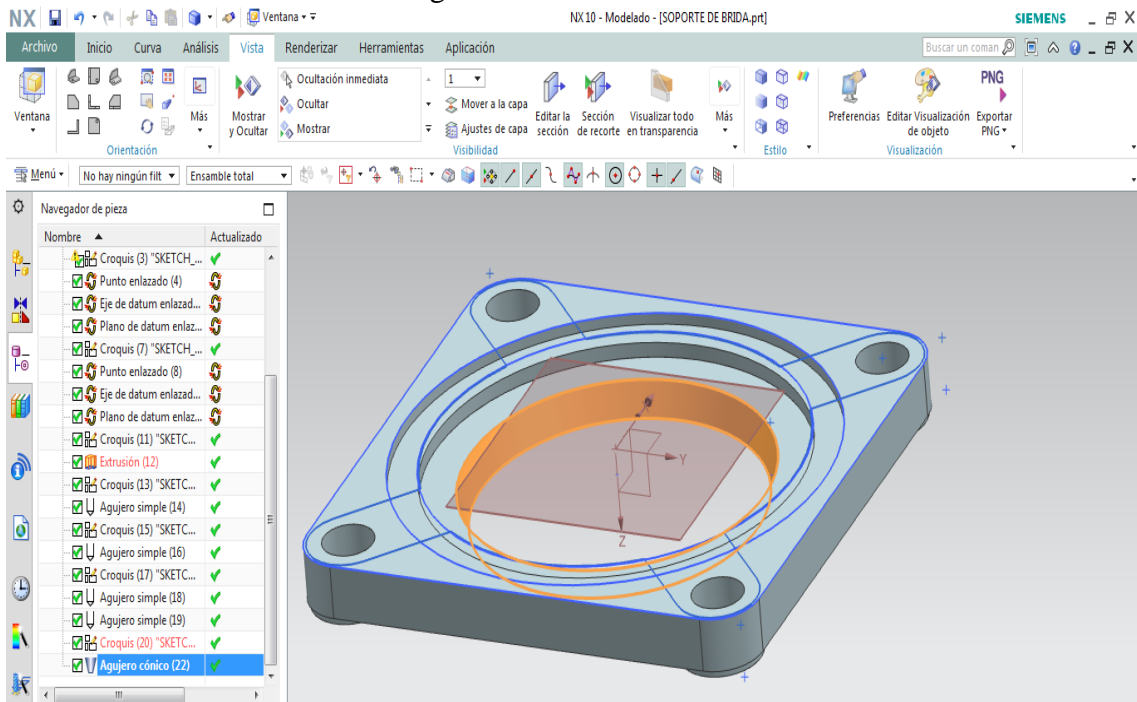 NX Ventana NX 10 - Modelado - [SOPORTE DE BRIDA.prt] SIEMENS
Archivo Inicio Curva Análisis Vista Renderizar Herramientas Aplicación Buscar un coman
Ventana
Orientación
Más
Mostrar
y Ocultar
Ocultación inmediata
Ocultar
Mostrar
1
Mover a la capa
Ajustes de capa
Editar la
sección
Sección
de recorte
Visualizar todo
en transparencia
Más
Visibilidad
Estilo
Preferencias
Editar Visualización
de objeto
PNG
Exportar
PNG
Visualización
Menú No hay ningún filt Ensamble total
Navegador de pieza
Nombre Actualizado
Croquis (3) "SKETCH_...
Punto enlazado (4)
Eje de datum enlazad...
Plano de datum enlaz...
Croquis (7) "SKETCH_...
Punto enlazado (8)
Eje de datum enlazad...
Plano de datum enlaz...
Croquis (11) "SKETC...
Extrusión (12)
Croquis (13) "SKETC...
Agujero simple (14)
Croquis (15) "SKETC...
Agujero simple (16)
Croquis (17) "SKETC...
Agujero simple (18)
Agujero simple (19)
Croquis (20) "SKETC...
Agujero cónico (22)
Y
Z